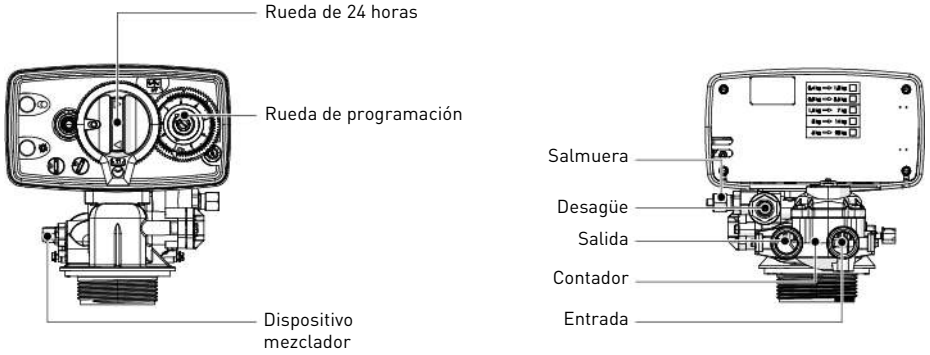 Rueda de 24 horas
Rueda de programación
Dispositivo
mezclador
Salmuera
Desagüe
Salida
Contador
Entrada